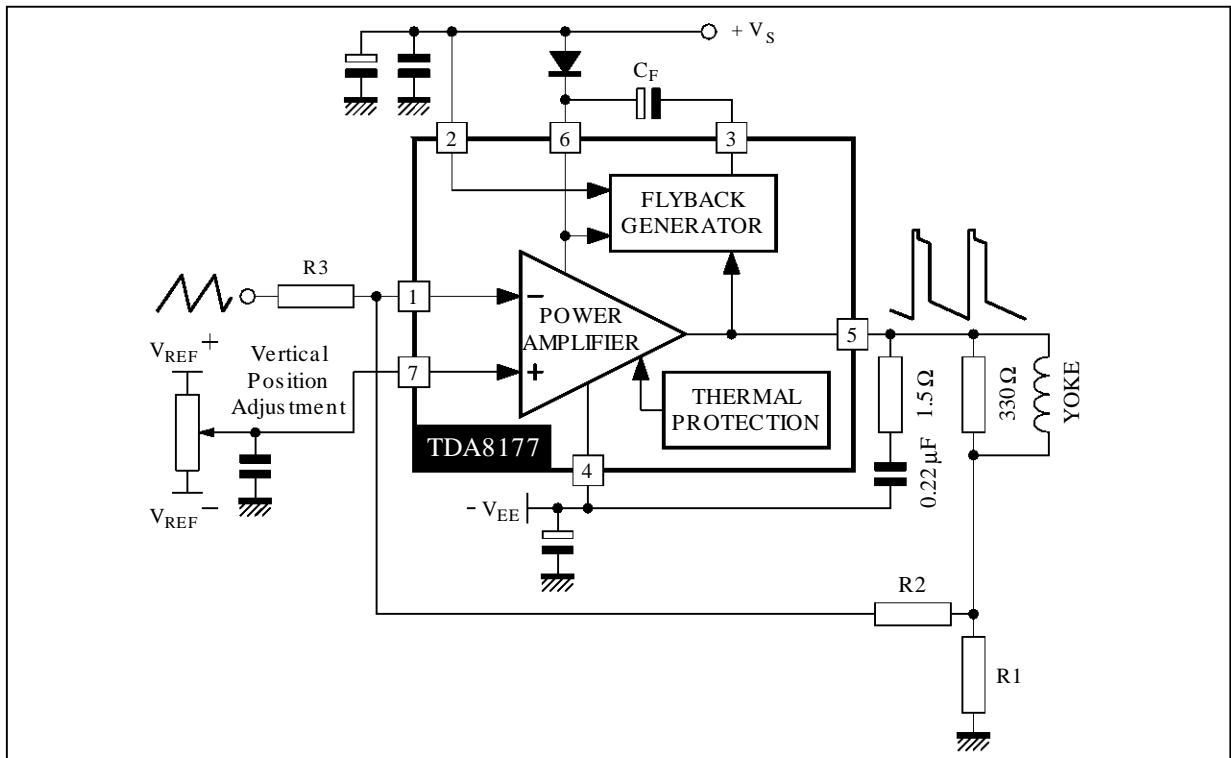 + VS
CF
2
6
3
FLYBACK
GENERATOR
R3
1
−
POWER
AMPLIFIER
5
VREF +
Vertical
Position
Adjustment
7
+
THERMAL
PROTECTION
1.5 Ω
330 Ω
YOKE
TDA8177
4
0.22 µF
VREF −
− VEE
R2
R1